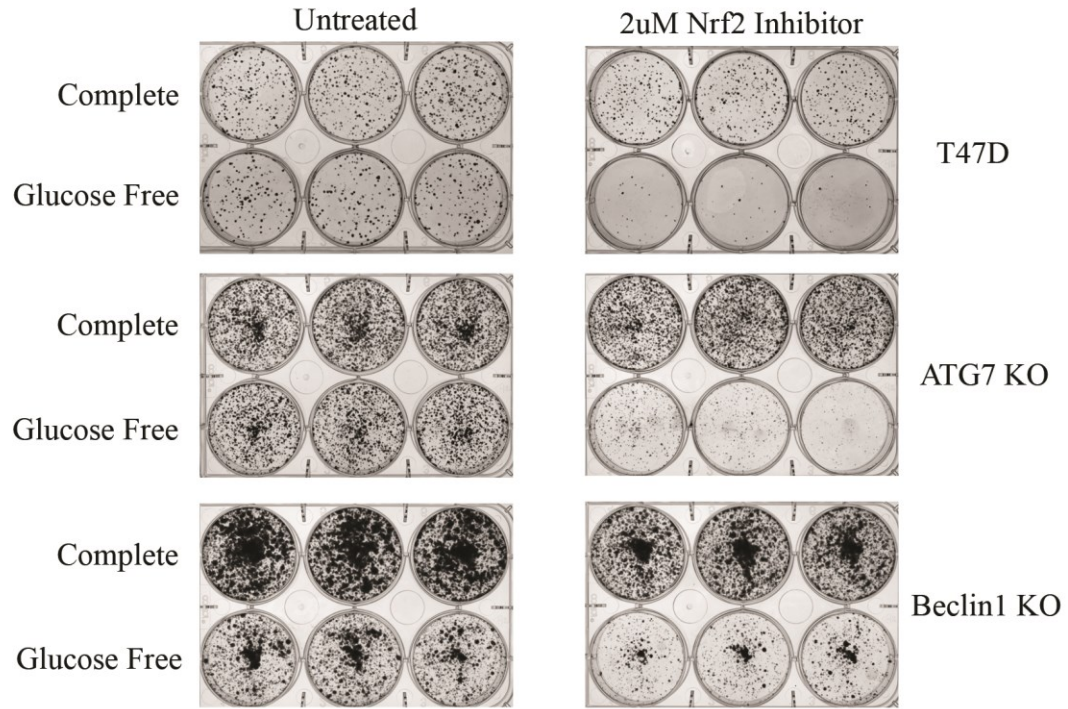 Untreated
2uM Nrf2 Inhibitor
Complete
Glucose Free
T47D
Complete
Glucose Free
ATG7 KO
Complete
Glucose Free
Beclin1 KO